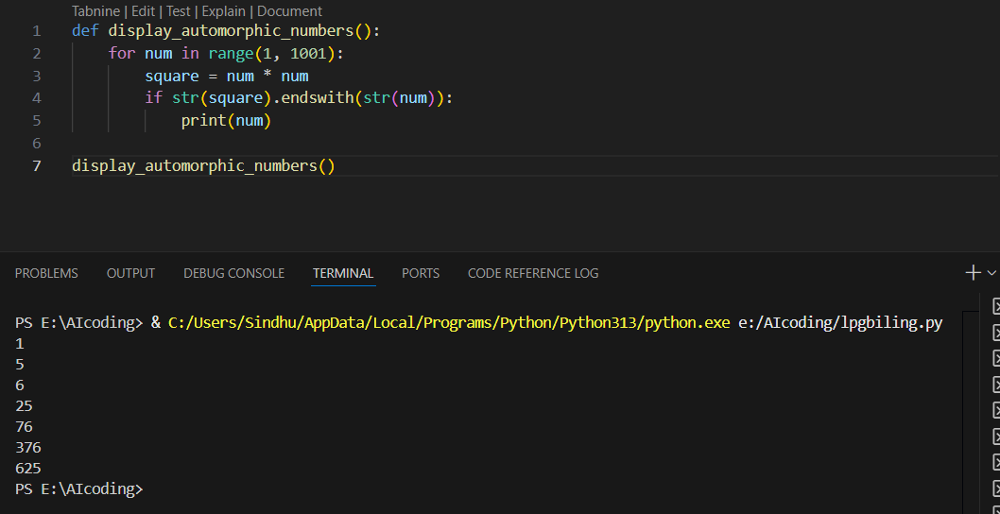 Tabnine | Edit | Test | Explain | Document
1 def display_automorphic_numbers():
2     for num in range(1, 1001):
3         square = num * num
4         if str(square).endswith(str(num)):
5             print(num)
6
7 display_automorphic_numbers()
PROBLEMS OUTPUT DEBUG CONSOLE TERMINAL PORTS CODE REFERENCE LOG
PS E:\AIcoding> & C:/Users/Sindhu/AppData/Local/Programs/Python/Python313/python.exe e:/AIcoding/lpgbiling.py
1
5
6
25
76
376
625
PS E:\AIcoding>